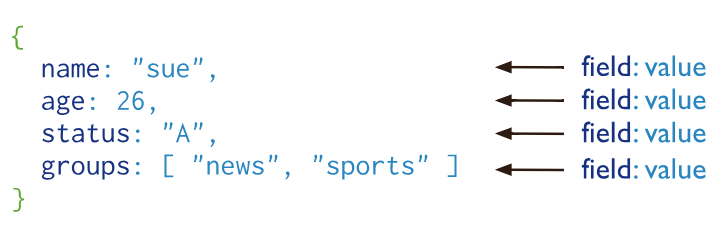 {
name: "sue", field: value
age: 26, field: value
status: "A", field: value
groups: [ "news", "sports" ] field: value
}